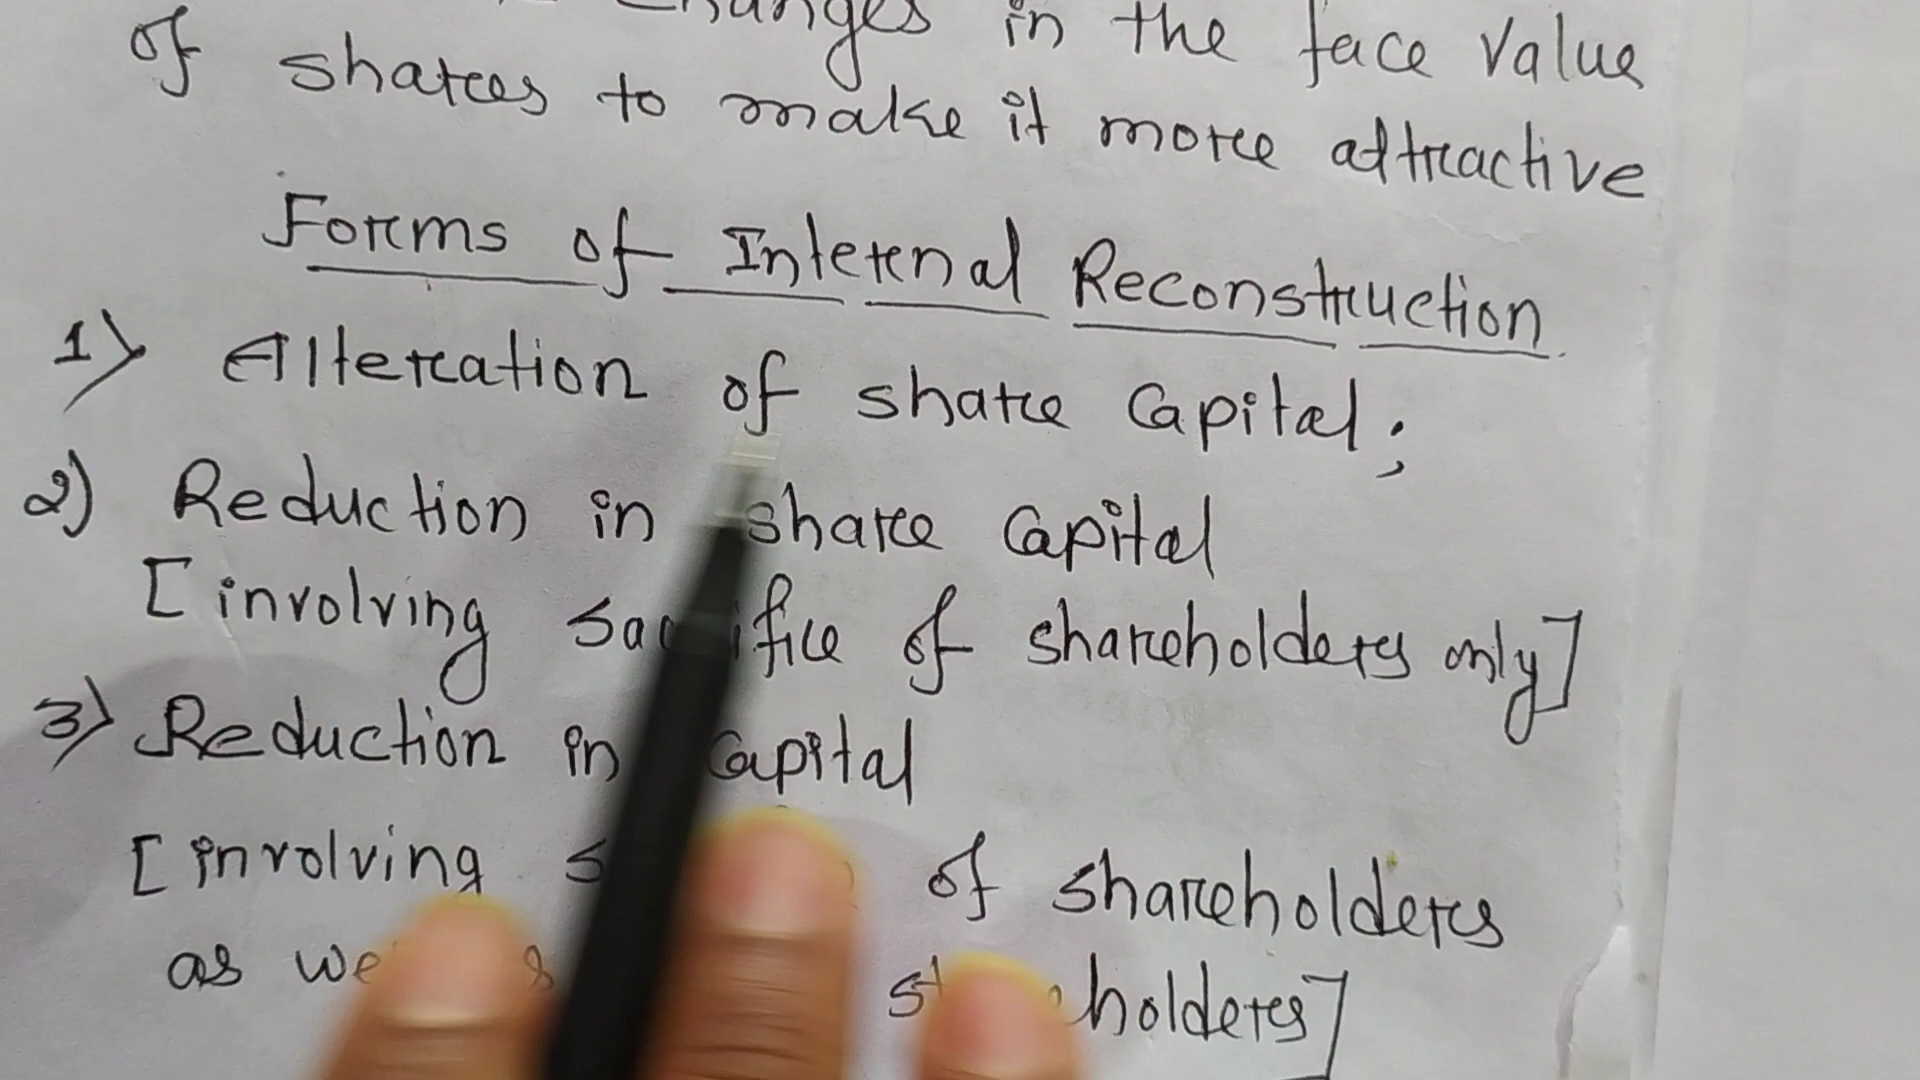 changes in the face value
of shares to make it more attractive
Forms of Internal Reconstruction
1) Alteration of share Capital;
2) Reduction in share Capital
[involving sacrifice of shareholders only]
3) Reduction in Capital
[involving of shareholders
as holders]